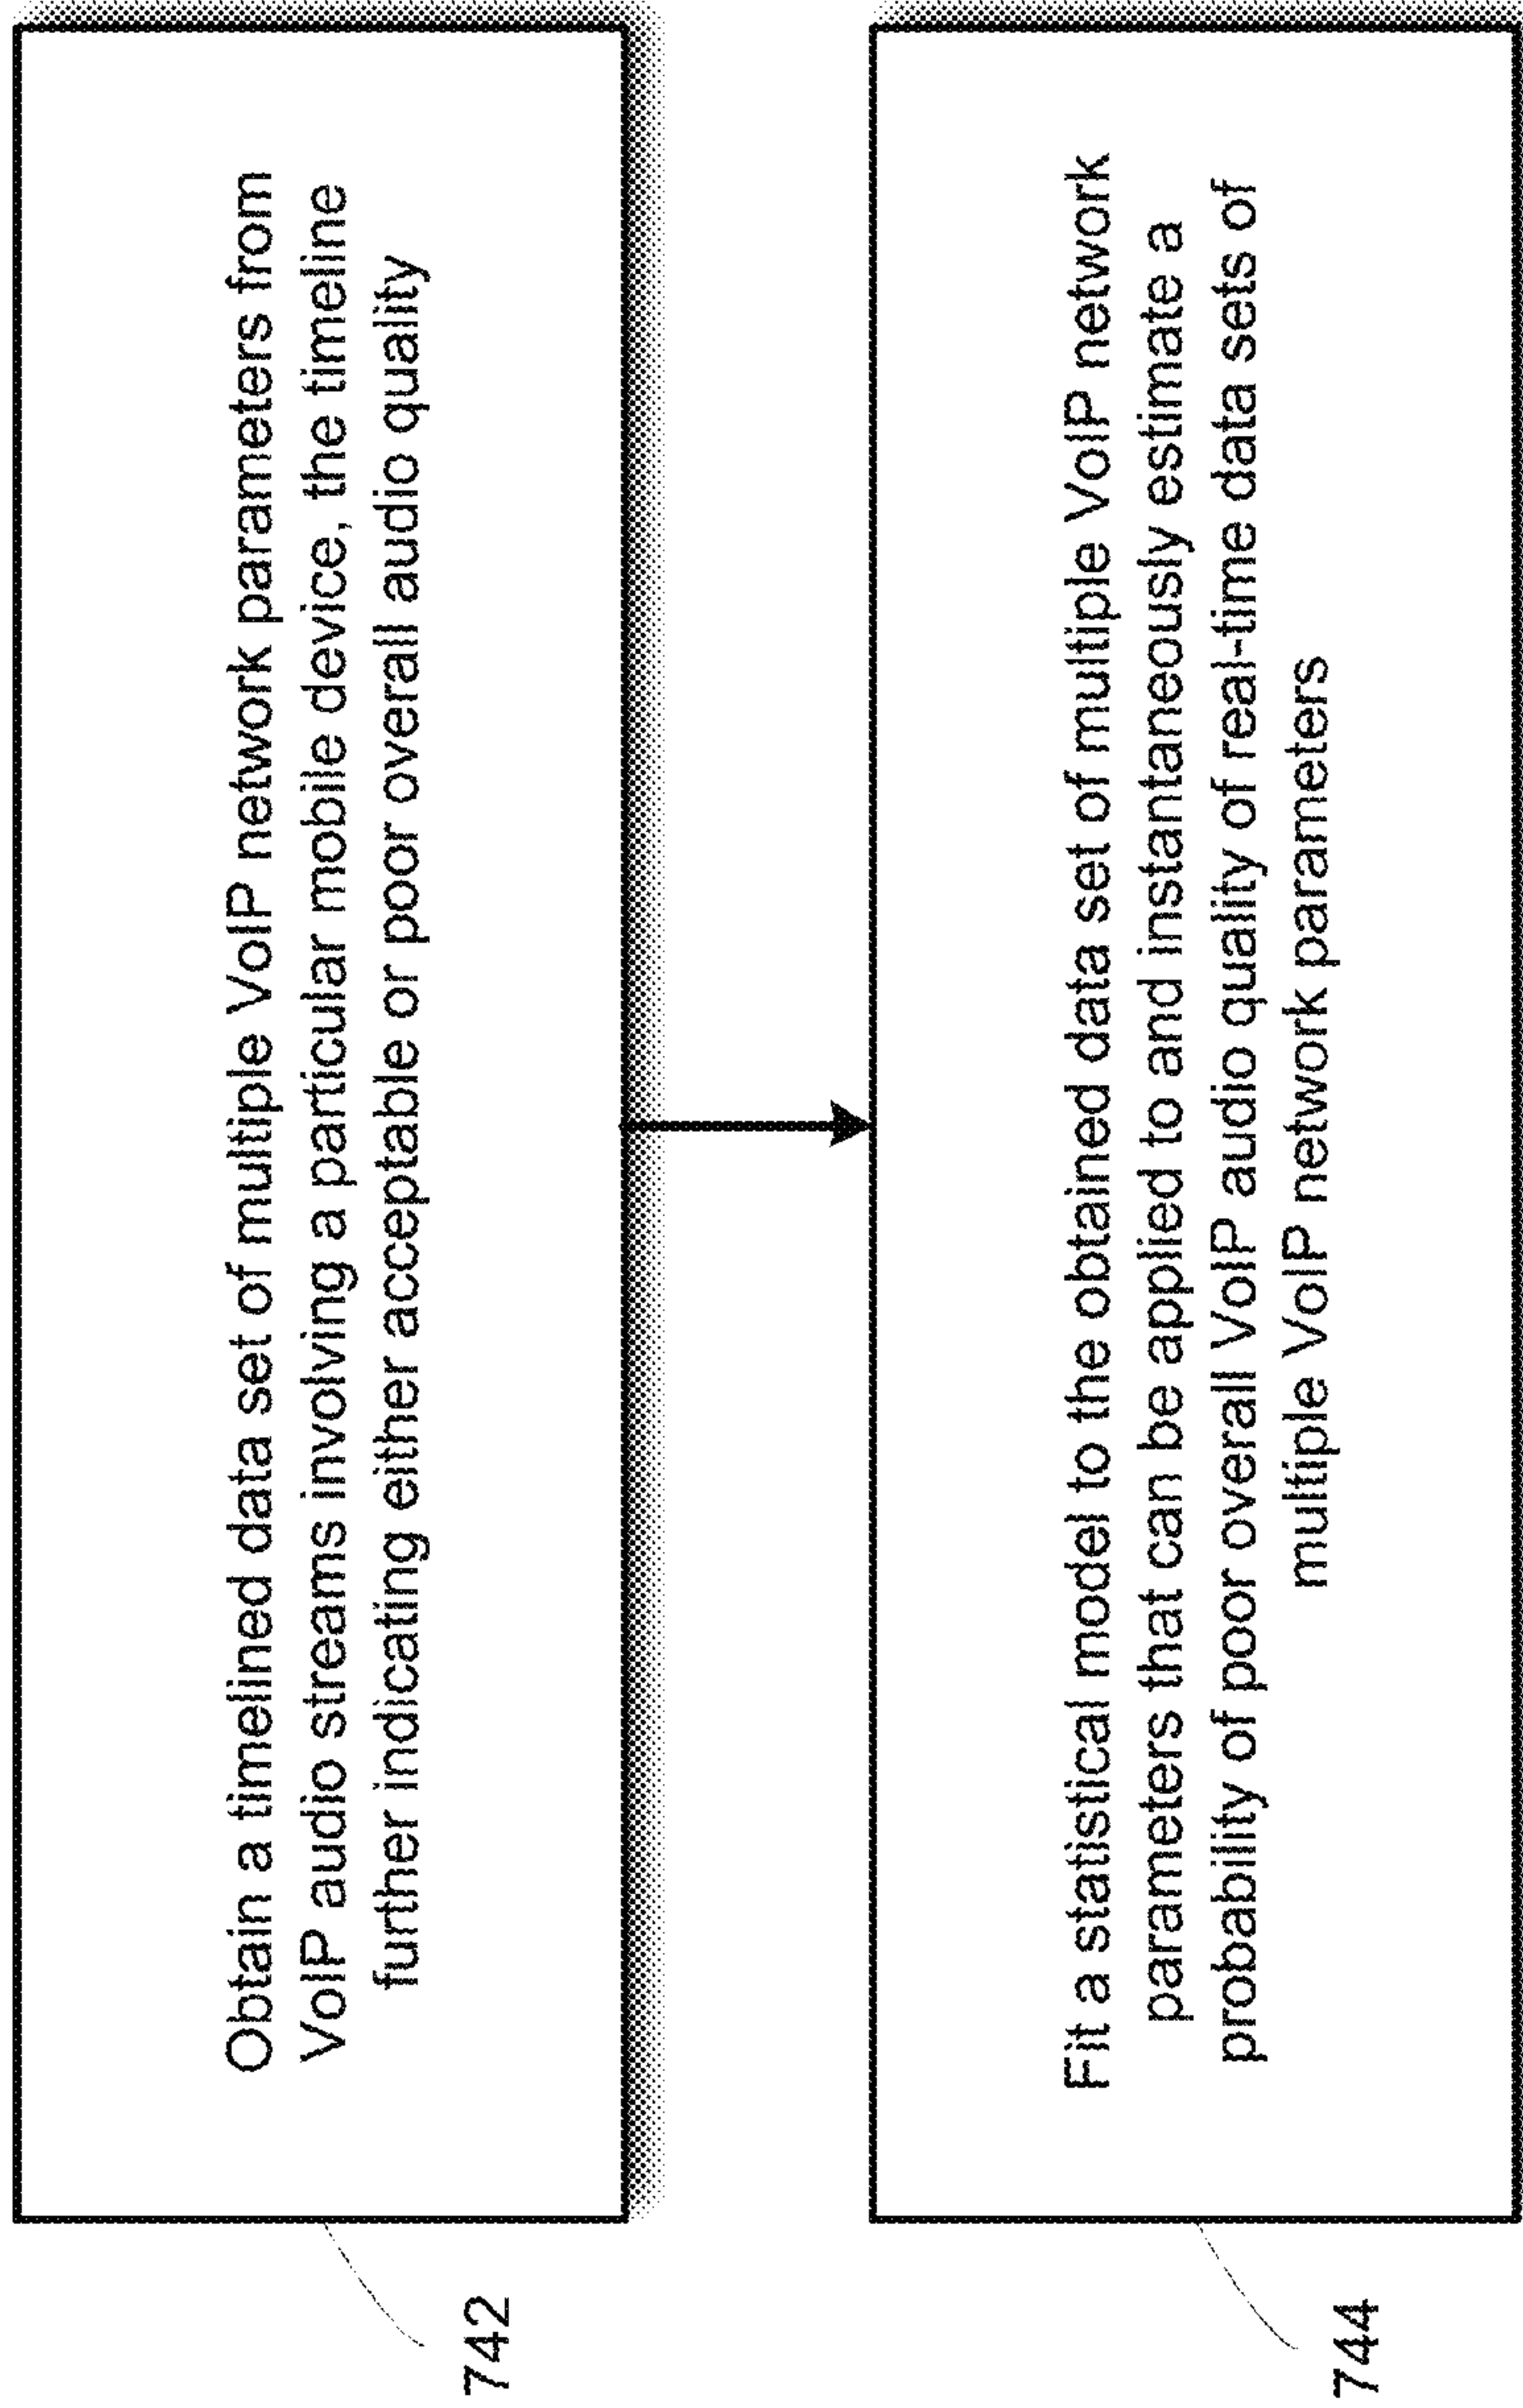 Obtain a timelined data set of multiple VoIP network parameters from
VoIP audio streams involving a particular mobile device, the timeline
further indicating either acceptable or poor overall audio quality
742
Fit a statistical model to the obtained data set of multiple VoIP network
parameters that can be applied to and instantaneously estimate a
probability of poor overall VoIP audio quality of real-time data sets of
multiple VoIP network parameters
744